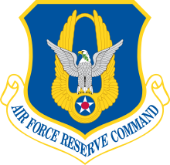 AIR FORCE RESERVE COMMAND